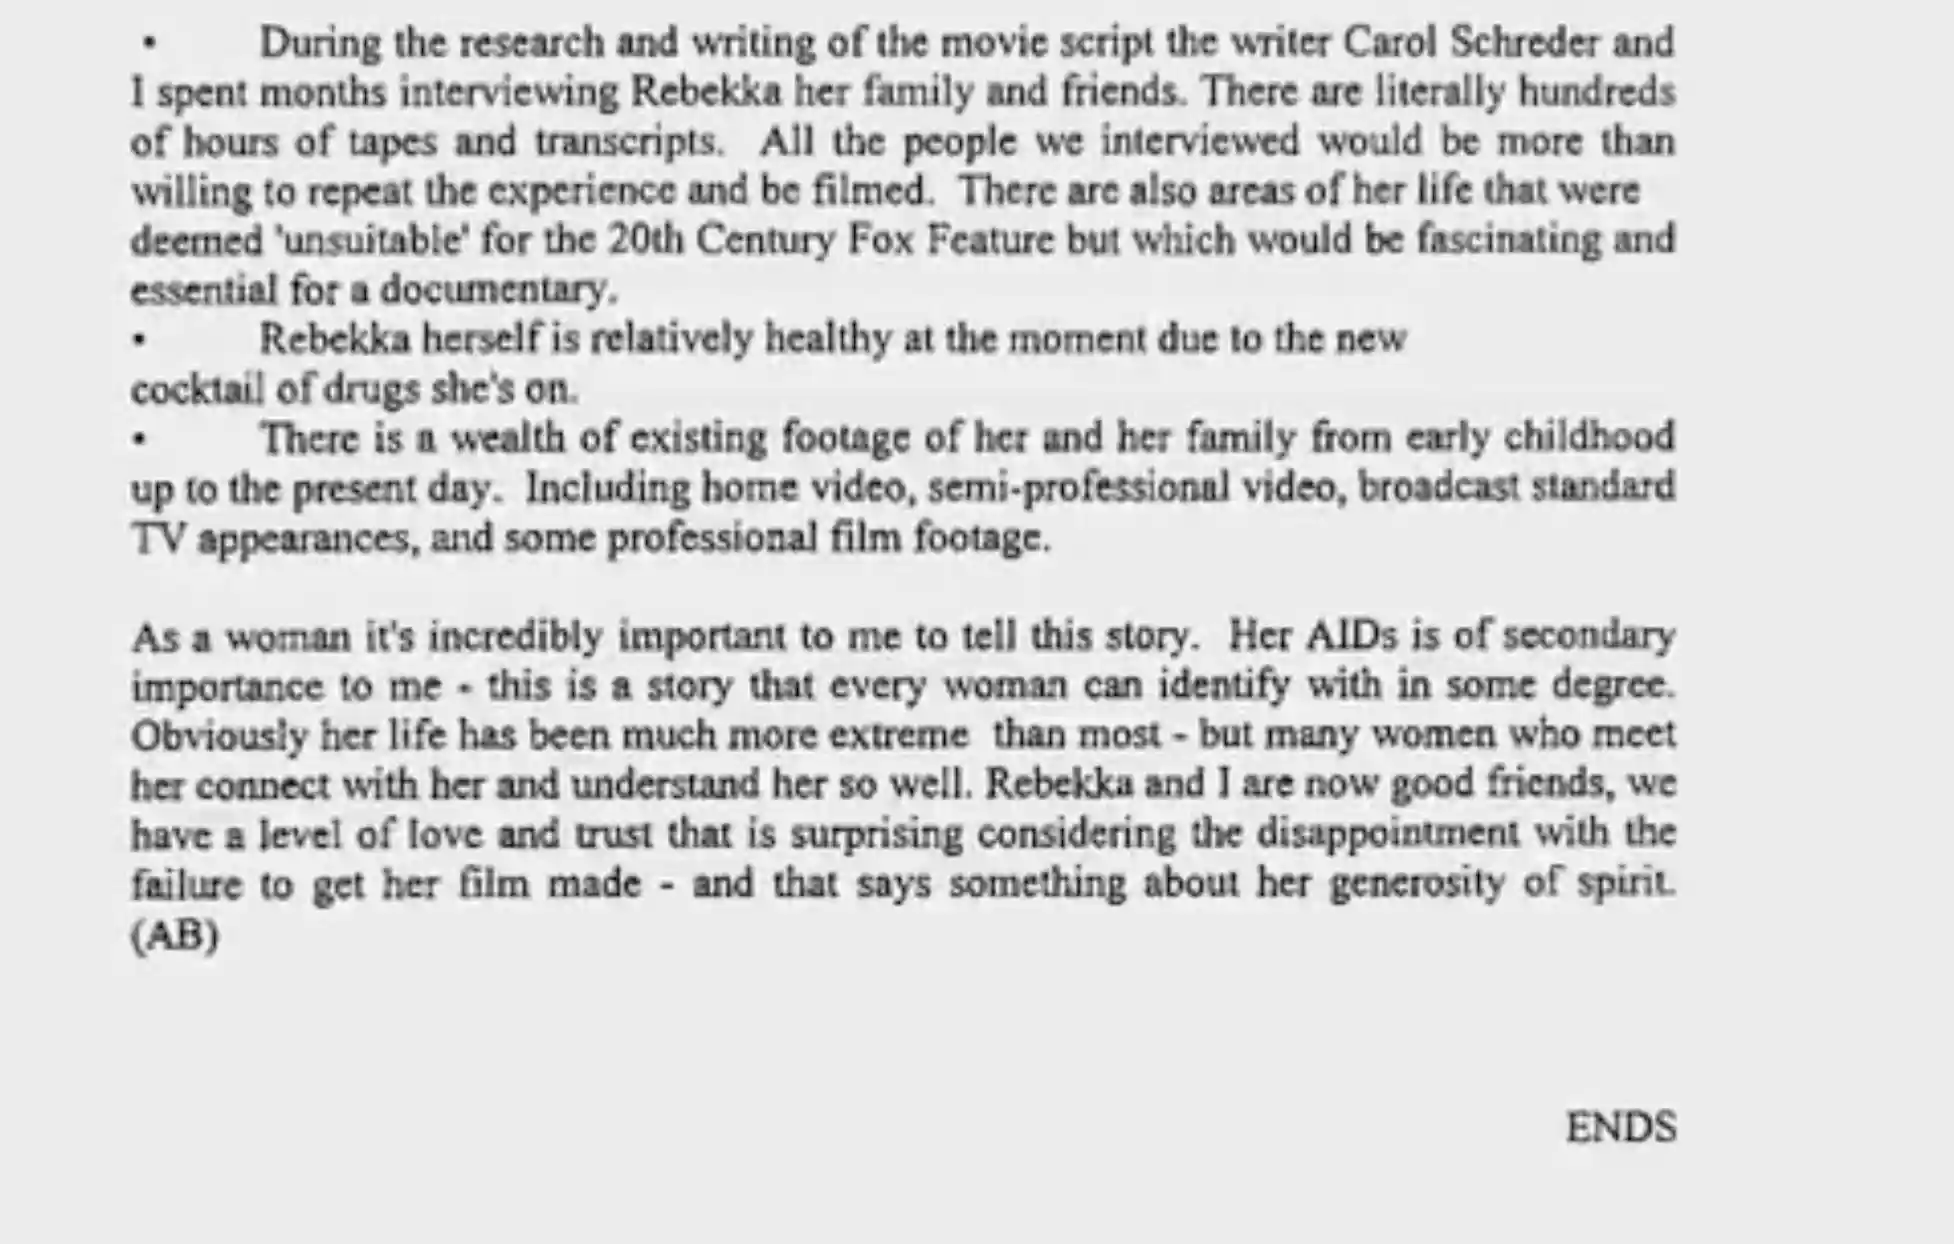 • During the research and writing of the movie script the writer Carol Schreder and
I spent months interviewing Rebekka her family and friends. There are literally hundreds
of hours of tapes and transcripts. All the people we interviewed would be more than
willing to repeat the experience and be filmed. There are also areas of her life that were
deemed 'unsuitable' for the 20th Century Fox Feature but which would be fascinating and
essential for a documentary.
• Rebekka herself is relatively healthy at the moment due to the new
cocktail of drugs she's on.
• There is a wealth of existing footage of her and her family from early childhood
up to the present day. Including home video, semi-professional video, broadcast standard
TV appearances, and some professional film footage.
As a woman it's incredibly important to me to tell this story. Her AIDs is of secondary
importance to me - this is a story that every woman can identify with in some degree.
Obviously her life has been much more extreme than most - but many women who meet
her connect with her and understand her so well. Rebekka and I are now good friends, we
have a level of love and trust that is surprising considering the disappointment with the
failure to get her film made - and that says something about her generosity of spirit.
(AB)
ENDS